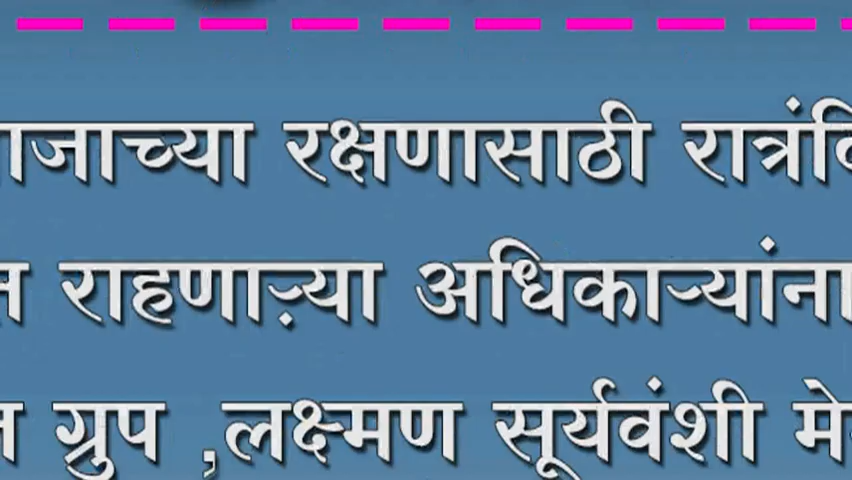 ाजाच्या रक्षणासाठी रात्रं
राहणाऱ्या अधिकाऱ्यांना
ग्रुप ,लक्ष्मण सूर्यवंशी मे